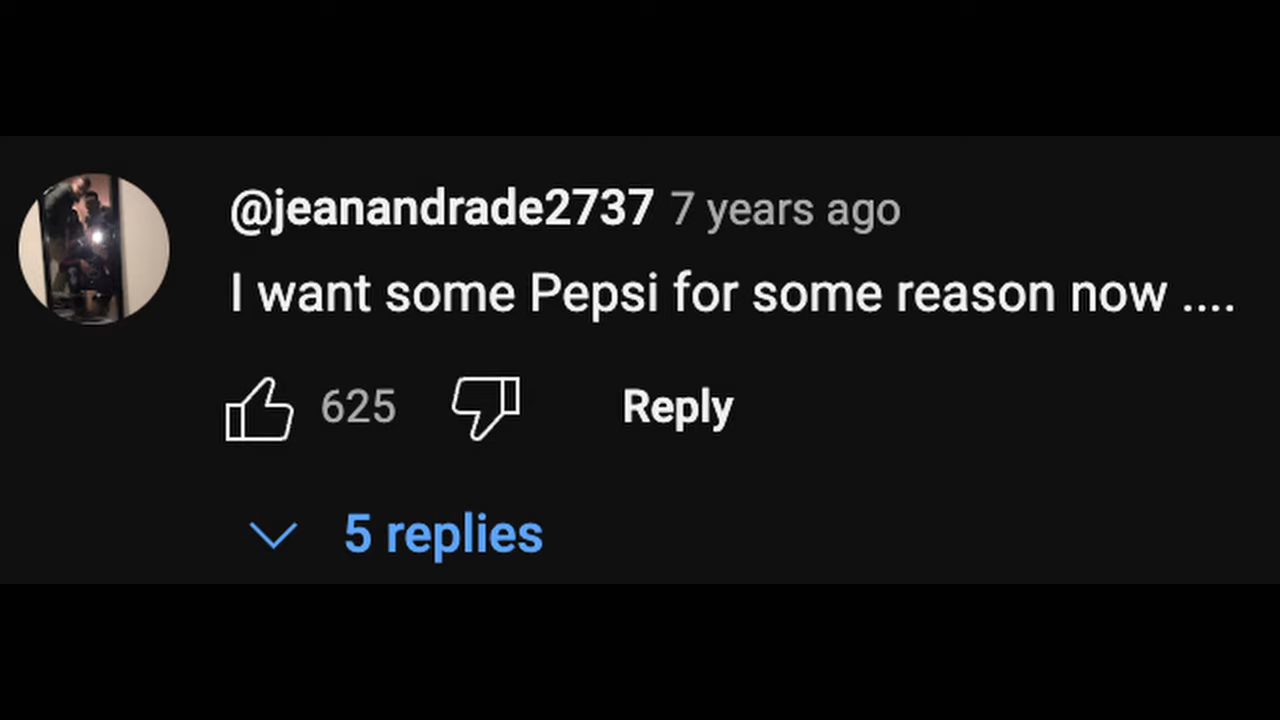 @jeanandrade2737 7 years ago
I want some Pepsi for some reason now ....
625 Reply
5 replies